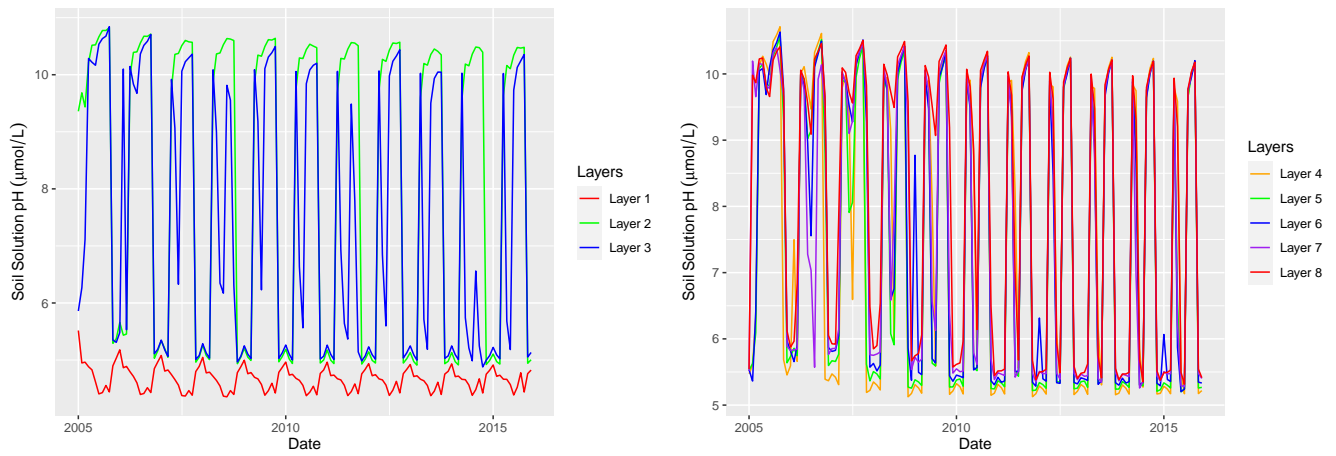 Soil Solution pH (µmol/L)
10
8
6
2005
2010
2015
Date
Layers
Layer 1
Layer 2
Layer 3
Soil Solution pH (µmol/L)
10
9
8
7
6
5
2005
2010
2015
Date
Layers
Layer 4
Layer 5
Layer 6
Layer 7
Layer 8